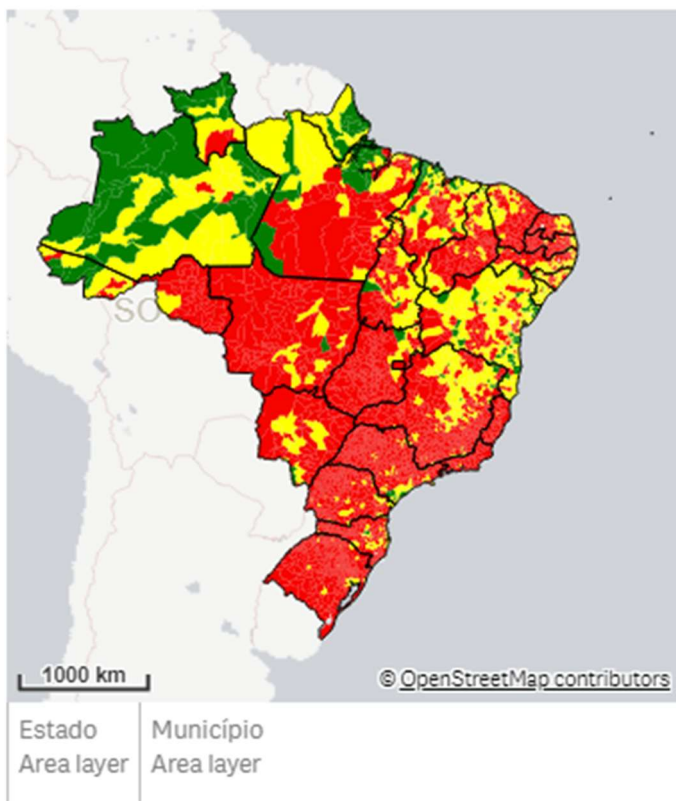 SO
1000 km
© OpenStreetMap contributors
Estado
Area layer
Município
Area layer